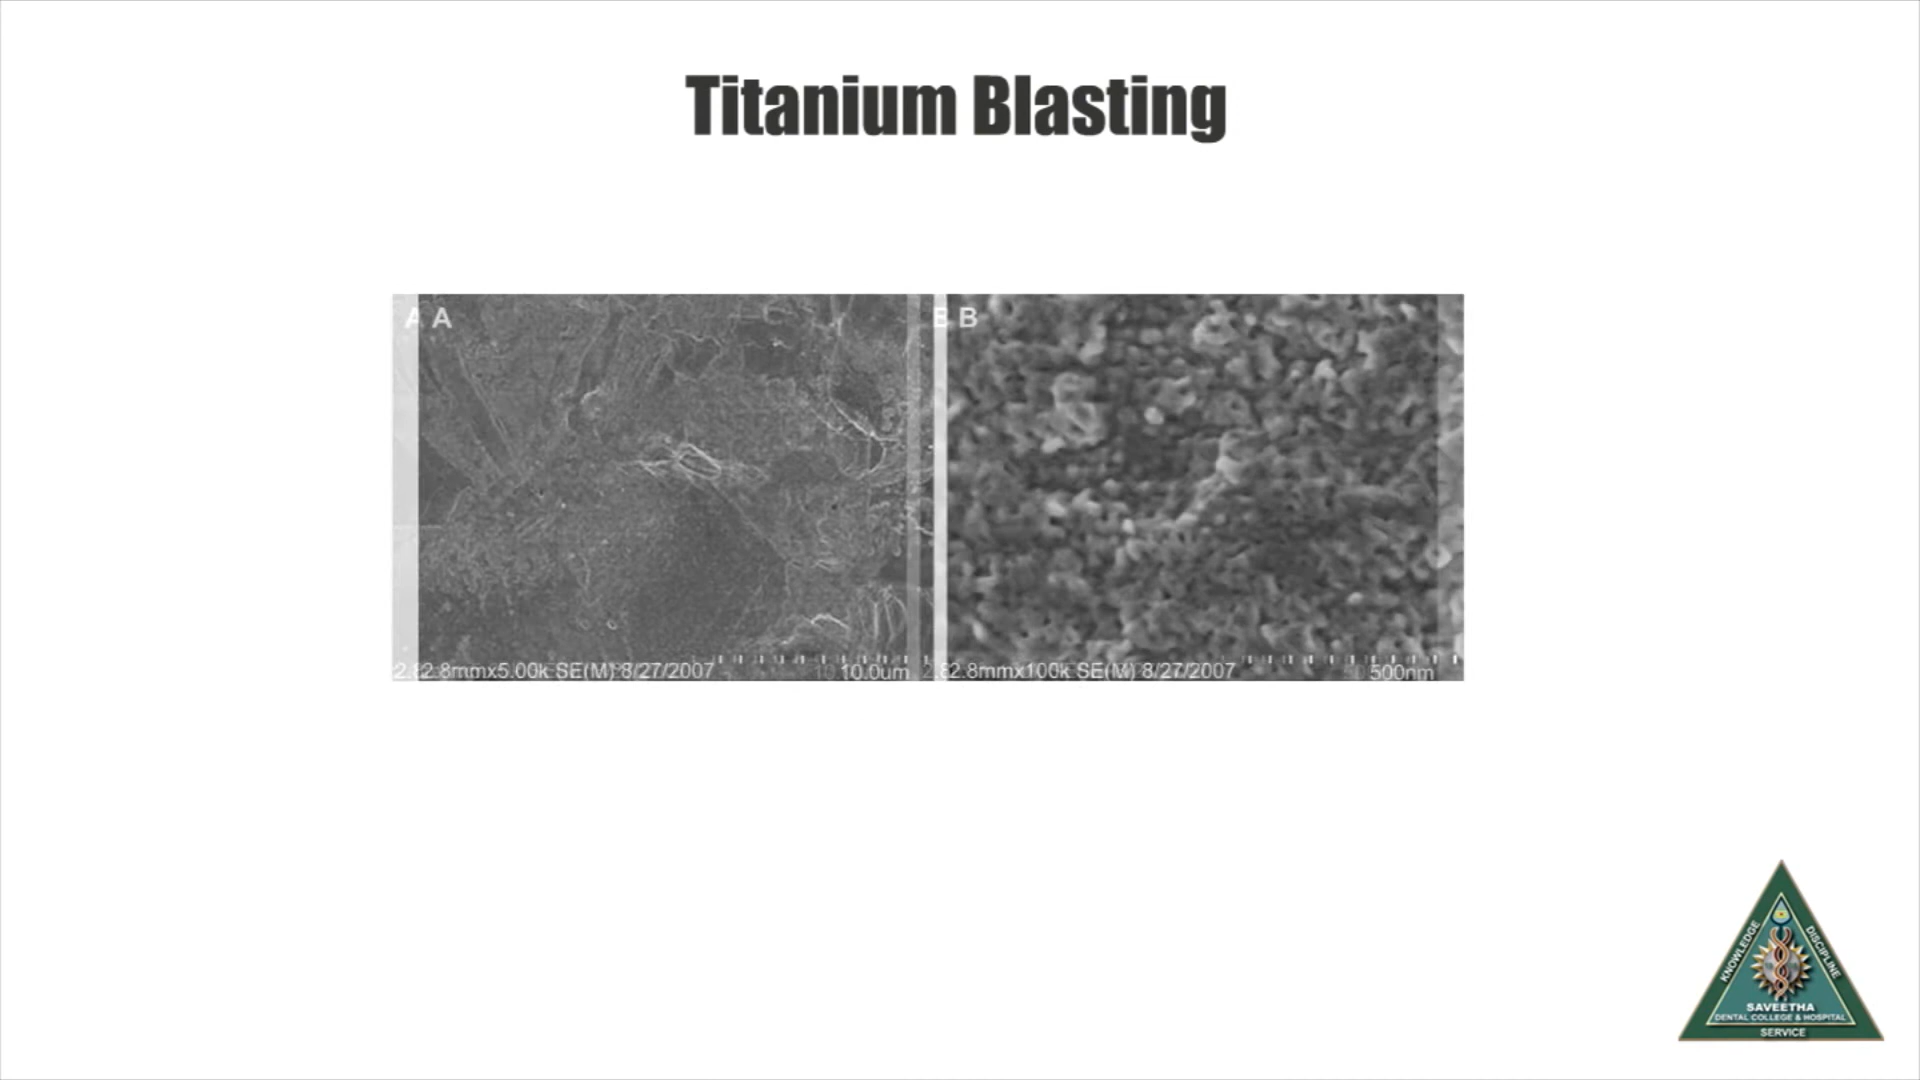 Titanium Blasting
A A
B B
2.82.8mmx5.00k SE(M) 8/27/2007 10.0um
2.82.8mmx100k SE(M) 8/27/2007 500nm
KNOWLEDGE
DISCIPLINE
SAVEETHA
DENTAL COLLEGE & HOSPITAL
SERVICE